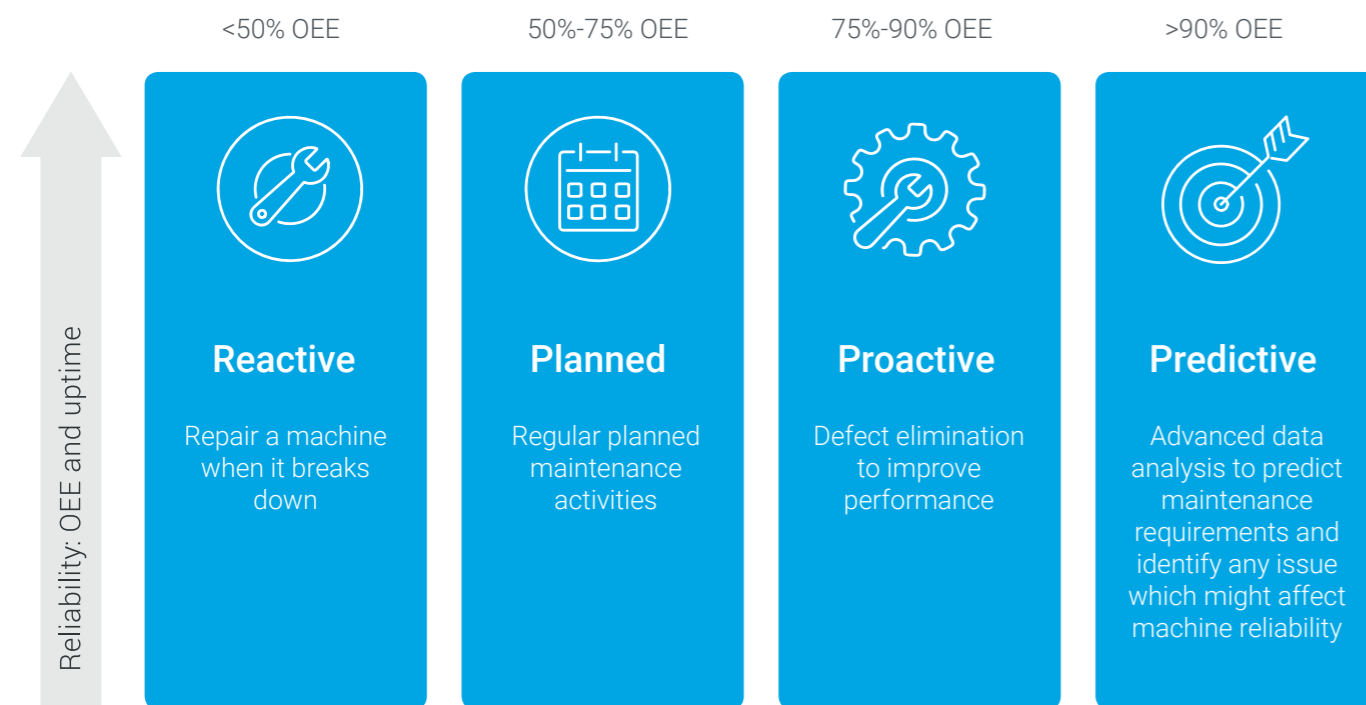 <50% OEE
50%-75% OEE
75%-90% OEE
>90% OEE
Reliability: OEE and uptime
Reactive
Repair a machine
when it breaks
down
Planned
Regular planned
maintenance
activities
Proactive
Defect elimination
to improve
performance
Predictive
Advanced data
analysis to predict
maintenance
requirements and
identify any issue
which might affect
machine reliability